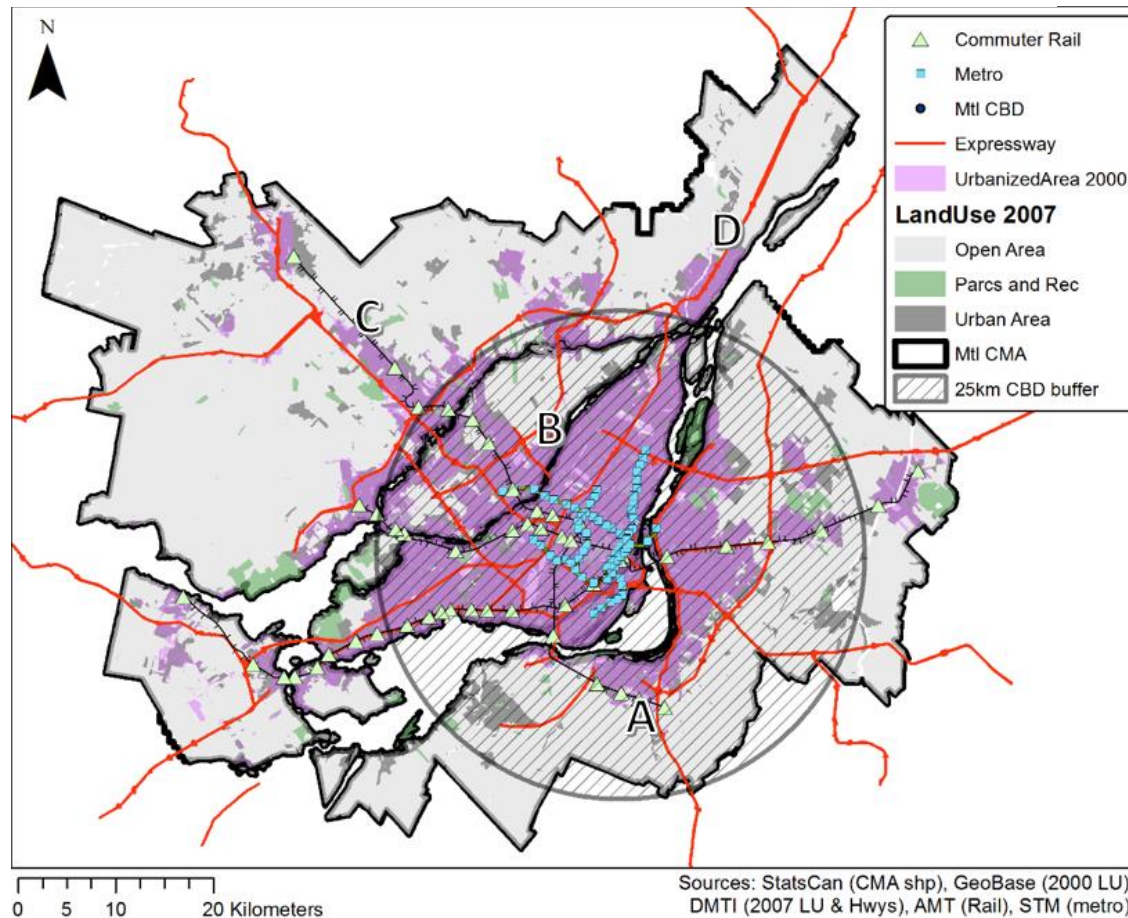 N
Commuter Rail
Metro
Mtl CBD
Expressway
UrbanizedArea 2000
LandUse 2007
Open Area
Parcs and Rec
Urban Area
Mtl CMA
25km CBD buffer
D
C
B
A
0 5 10 20 Kilometers
Sources: StatsCan (CMA shp), GeoBase (2000 LU)
DMTI (2007 LU & Hwys), AMT (Rail), STM (metro)